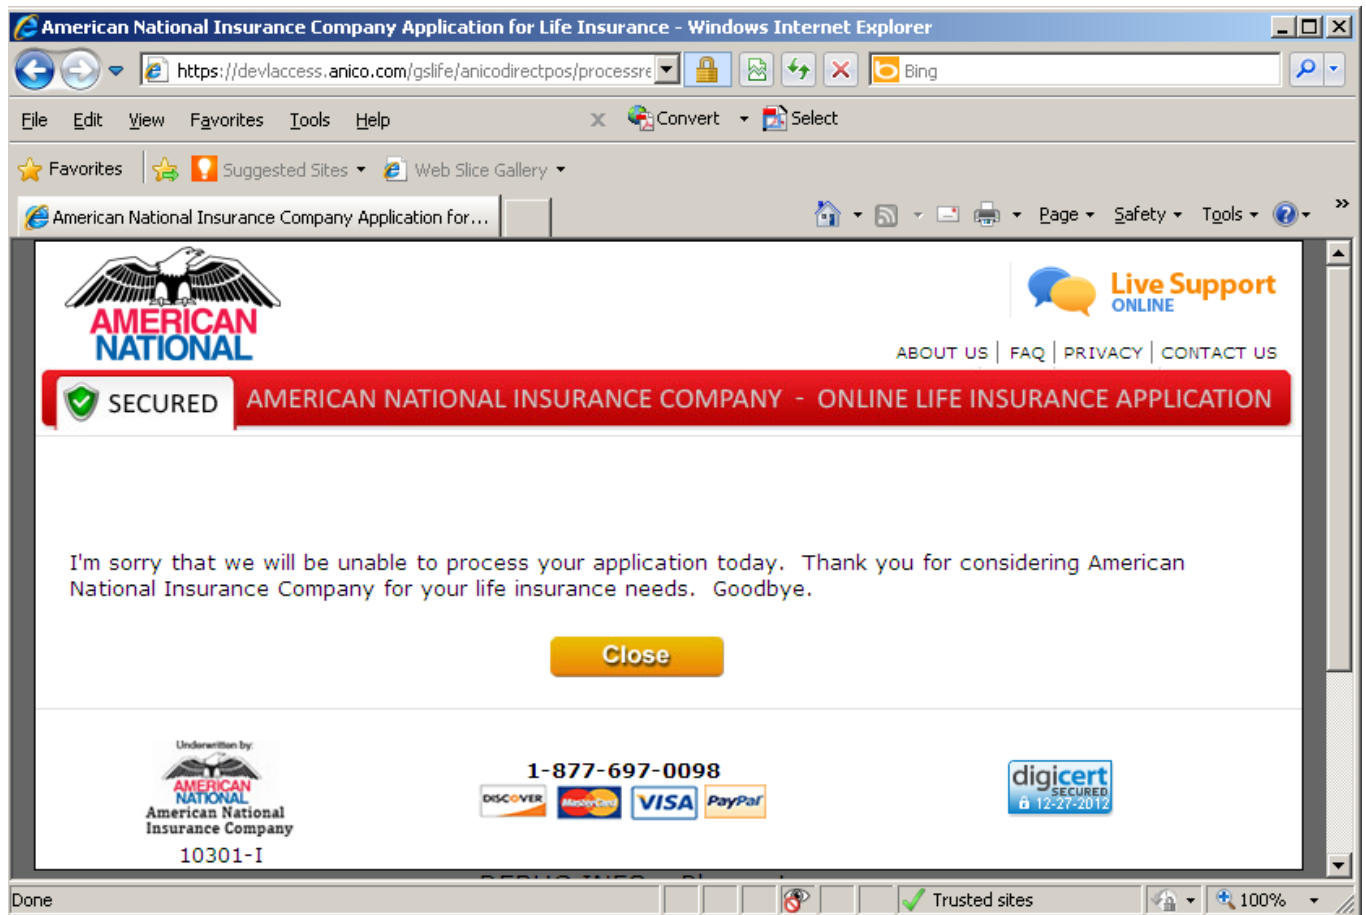 American National Insurance Company Application for Life Insurance - Windows Internet Explorer
https://devlaccess.anico.com/gslife/anicodirectpos/processre
Bing
File Edit View Favorites Tools Help
Convert Select
Favorites Suggested Sites Web Slice Gallery
American National Insurance Company Application for...
Page Safety Tools »
AMERICAN
NATIONAL
Live Support
ONLINE
ABOUT US | FAQ | PRIVACY | CONTACT US
SECURED AMERICAN NATIONAL INSURANCE COMPANY - ONLINE LIFE INSURANCE APPLICATION
I'm sorry that we will be unable to process your application today. Thank you for considering American
National Insurance Company for your life insurance needs. Goodbye.
Close
Underwritten by:
AMERICAN
NATIONAL
American National
Insurance Company
10301-I
1-877-697-0098
DISCOVER MasterCard VISA PayPal
digicert
SECURED
12-27-2012
Done Trusted sites 100%